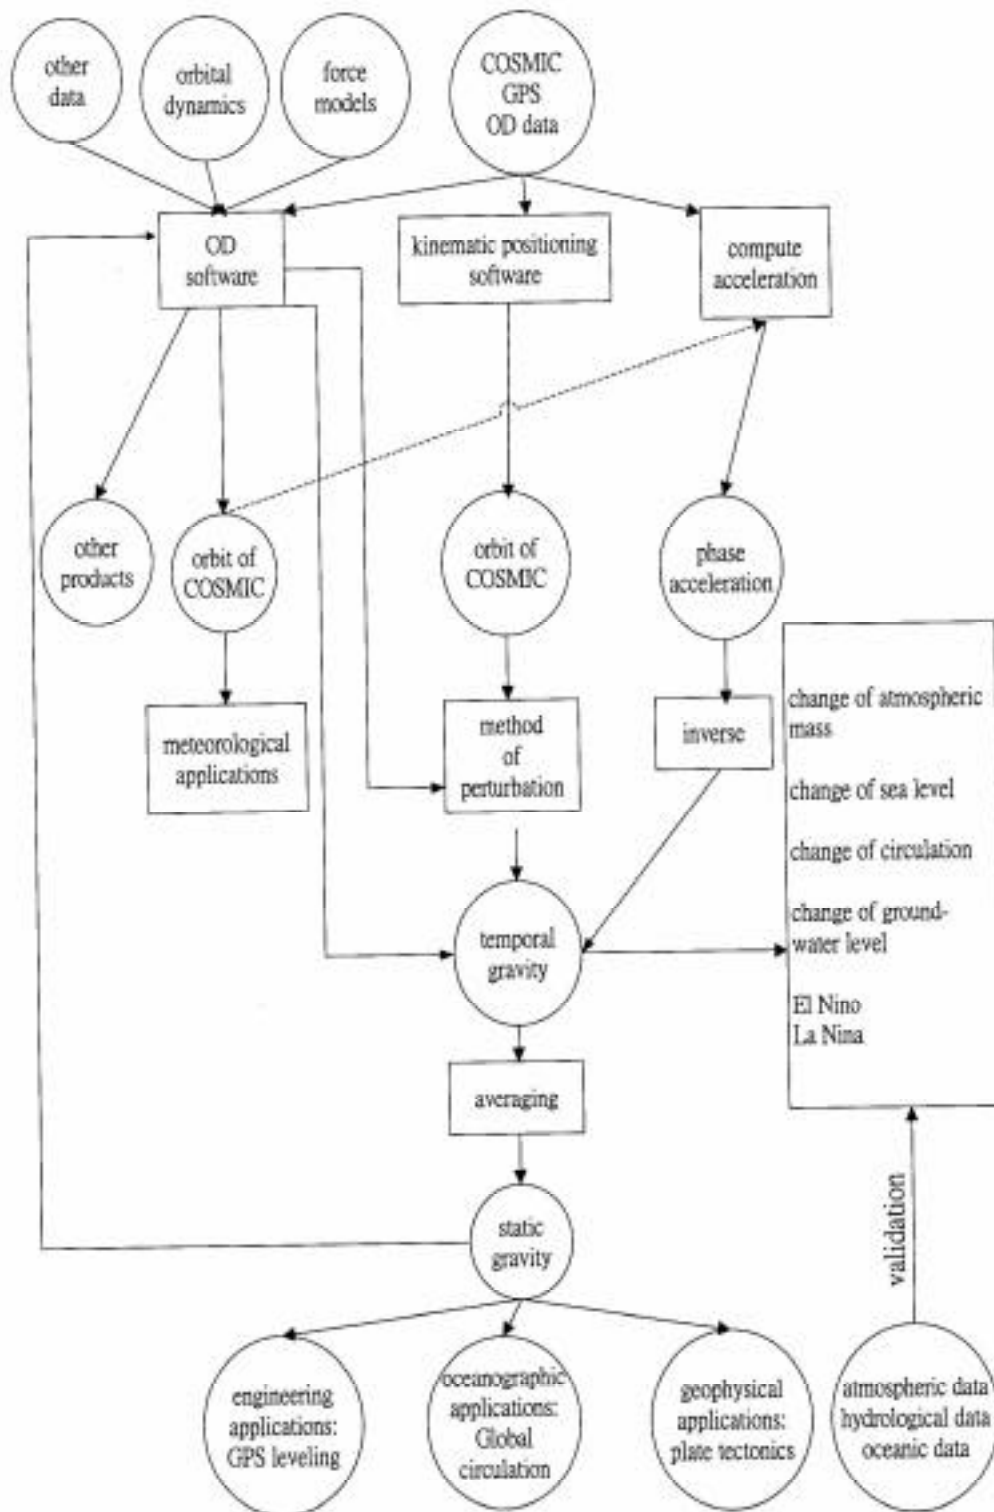 other
data
orbital
dynamics
force
models
COSMIC
GPS
OD data
OD
software
kinematic positioning
software
compute
acceleration
other
products
orbit of
COSMIC
orbit of
COSMIC
phase
acceleration
meteorological
applications
method
of
perturbation
inverse
change of atmospheric
mass
change of sea level
change of circulation
change of ground-
water level
El Nino
La Nina
temporal
gravity
averaging
static
gravity
validation
engineering
applications:
GPS leveling
oceanographic
applications:
Global
circulation
geophysical
applications:
plate tectonics
atmospheric data
hydrological data
oceanic data